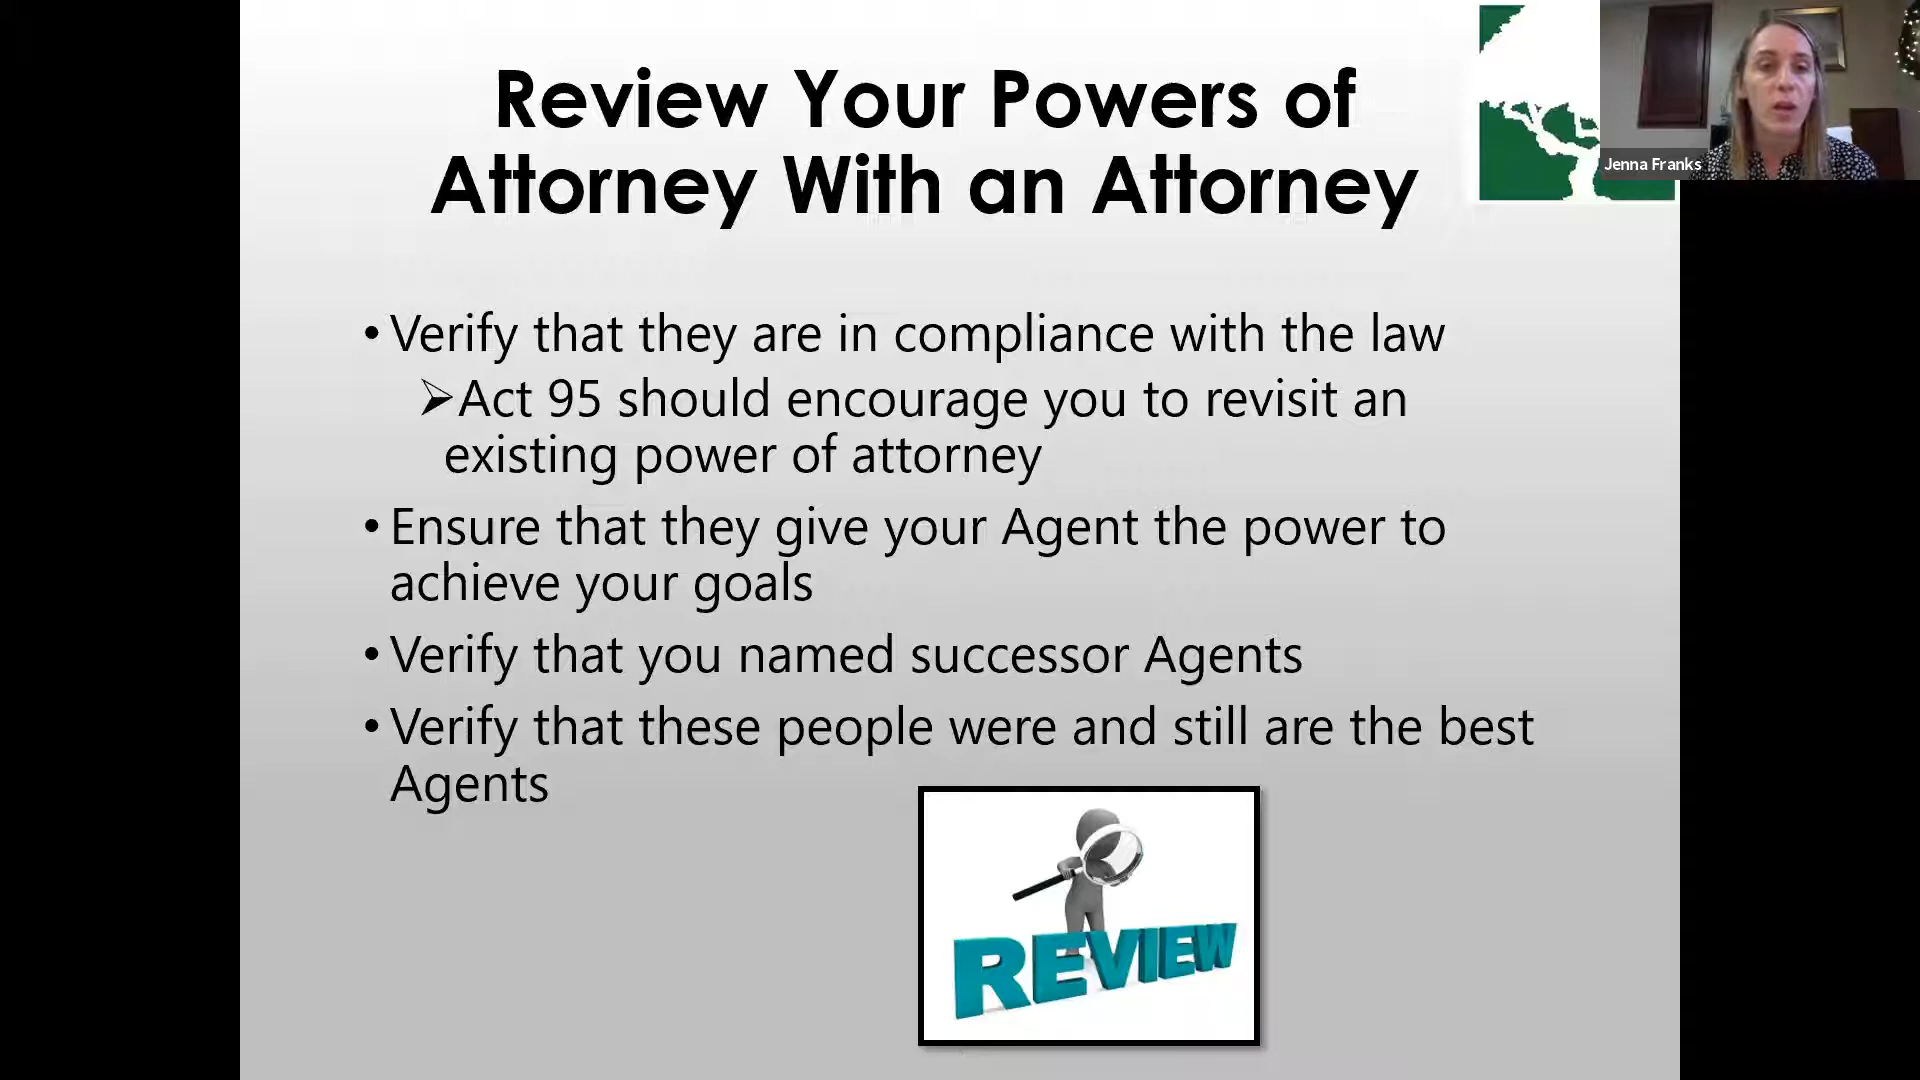 Review Your Powers of
Attorney With an Attorney
Jenna Franks
• Verify that they are in compliance with the law
➢Act 95 should encourage you to revisit an
existing power of attorney
• Ensure that they give your Agent the power to
achieve your goals
• Verify that you named successor Agents
• Verify that these people were and still are the best
Agents
REVIEW